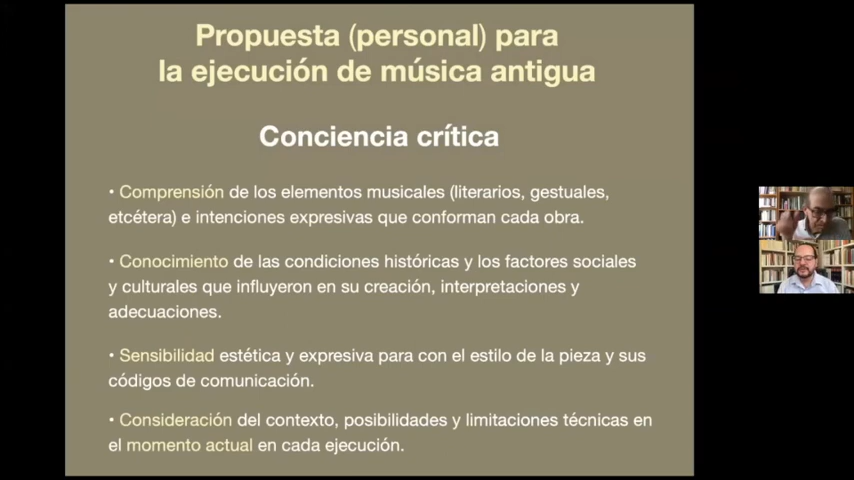 Propuesta (personal) para
la ejecución de música antigua
Conciencia crítica
• Comprensión de los elementos musicales (literarios, gestuales,
etcétera) e intenciones expresivas que conforman cada obra.
• Conocimiento de las condiciones históricas y los factores sociales
y culturales que influyeron en su creación, interpretaciones y
adecuaciones.
• Sensibilidad estética y expresiva para con el estilo de la pieza y sus
códigos de comunicación.
• Consideración del contexto, posibilidades y limitaciones técnicas en
el momento actual en cada ejecución.